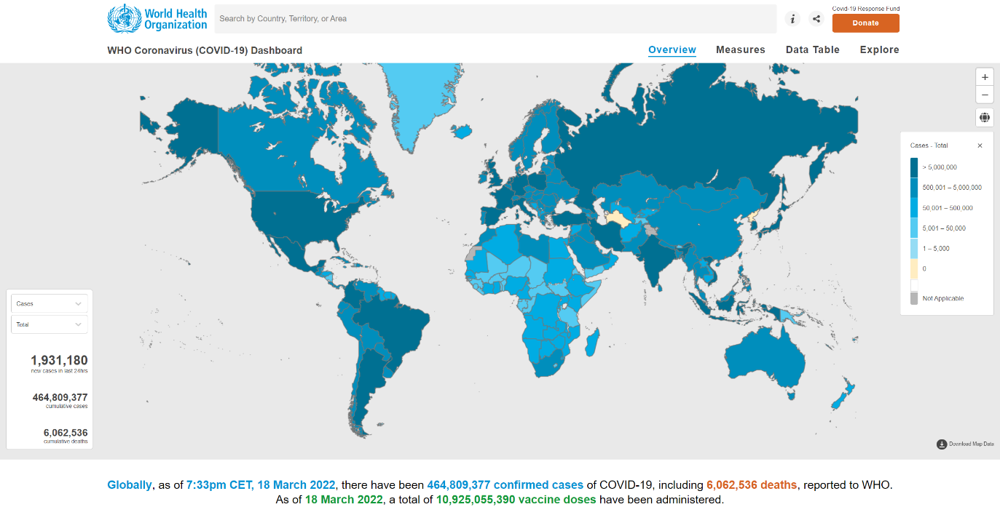 World Health
Organization
Search by Country, Territory, or Area
i
Covid-19 Response Fund
Donate
WHO Coronavirus (COVID-19) Dashboard
Overview
Measures
Data Table
Explore
+
−
Cases - Total
×
> 5,000,000
500,001 – 5,000,000
50,001 – 500,000
5,001 – 50,000
1 – 5,000
0
Not Applicable
Cases
Total
1,931,180
new cases in last 24hrs
464,809,377
cumulative cases
6,062,536
cumulative deaths
Download Map Data
Globally, as of 7:33pm CET, 18 March 2022, there have been 464,809,377 confirmed cases of COVID-19, including 6,062,536 deaths, reported to WHO.
As of 18 March 2022, a total of 10,925,055,390 vaccine doses have been administered.